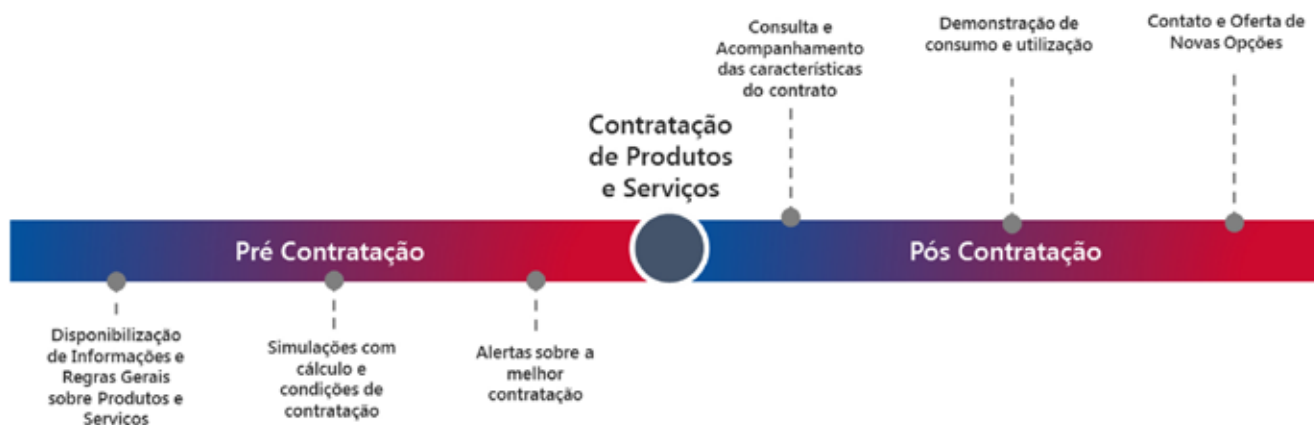 Consulta e
Acompanhamento
das características
do contrato
Demonstração de
consumo e utilização
Contato e Oferta de
Novas Opções
Contratação
de Produtos
e Serviços
Pré Contratação
Pós Contratação
Disponibilização
de Informações e
Regras Gerais
sobre Produtos e
Serviços
Simulações com
cálculo e
condições de
contratação
Alertas sobre a
melhor
contratação